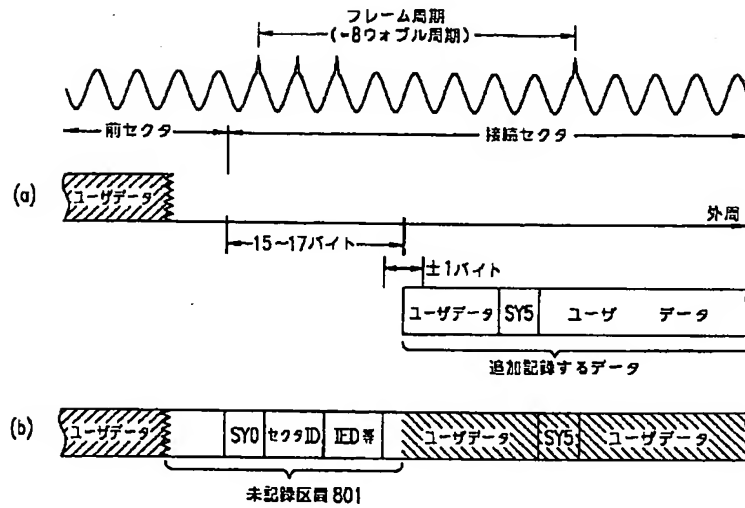 フレーム周期
(=8ウォブル周期)
前セクタ
接続セクタ
(a)
ユーザデータ
外周
15~17バイト
±1バイト
ユーザデータ SY5 ユーザ データ
追加記録するデータ
(b)
ユーザデータ SY0 セクタID IED等 ユーザデータ SY5 ユーザデータ
未記録区間801